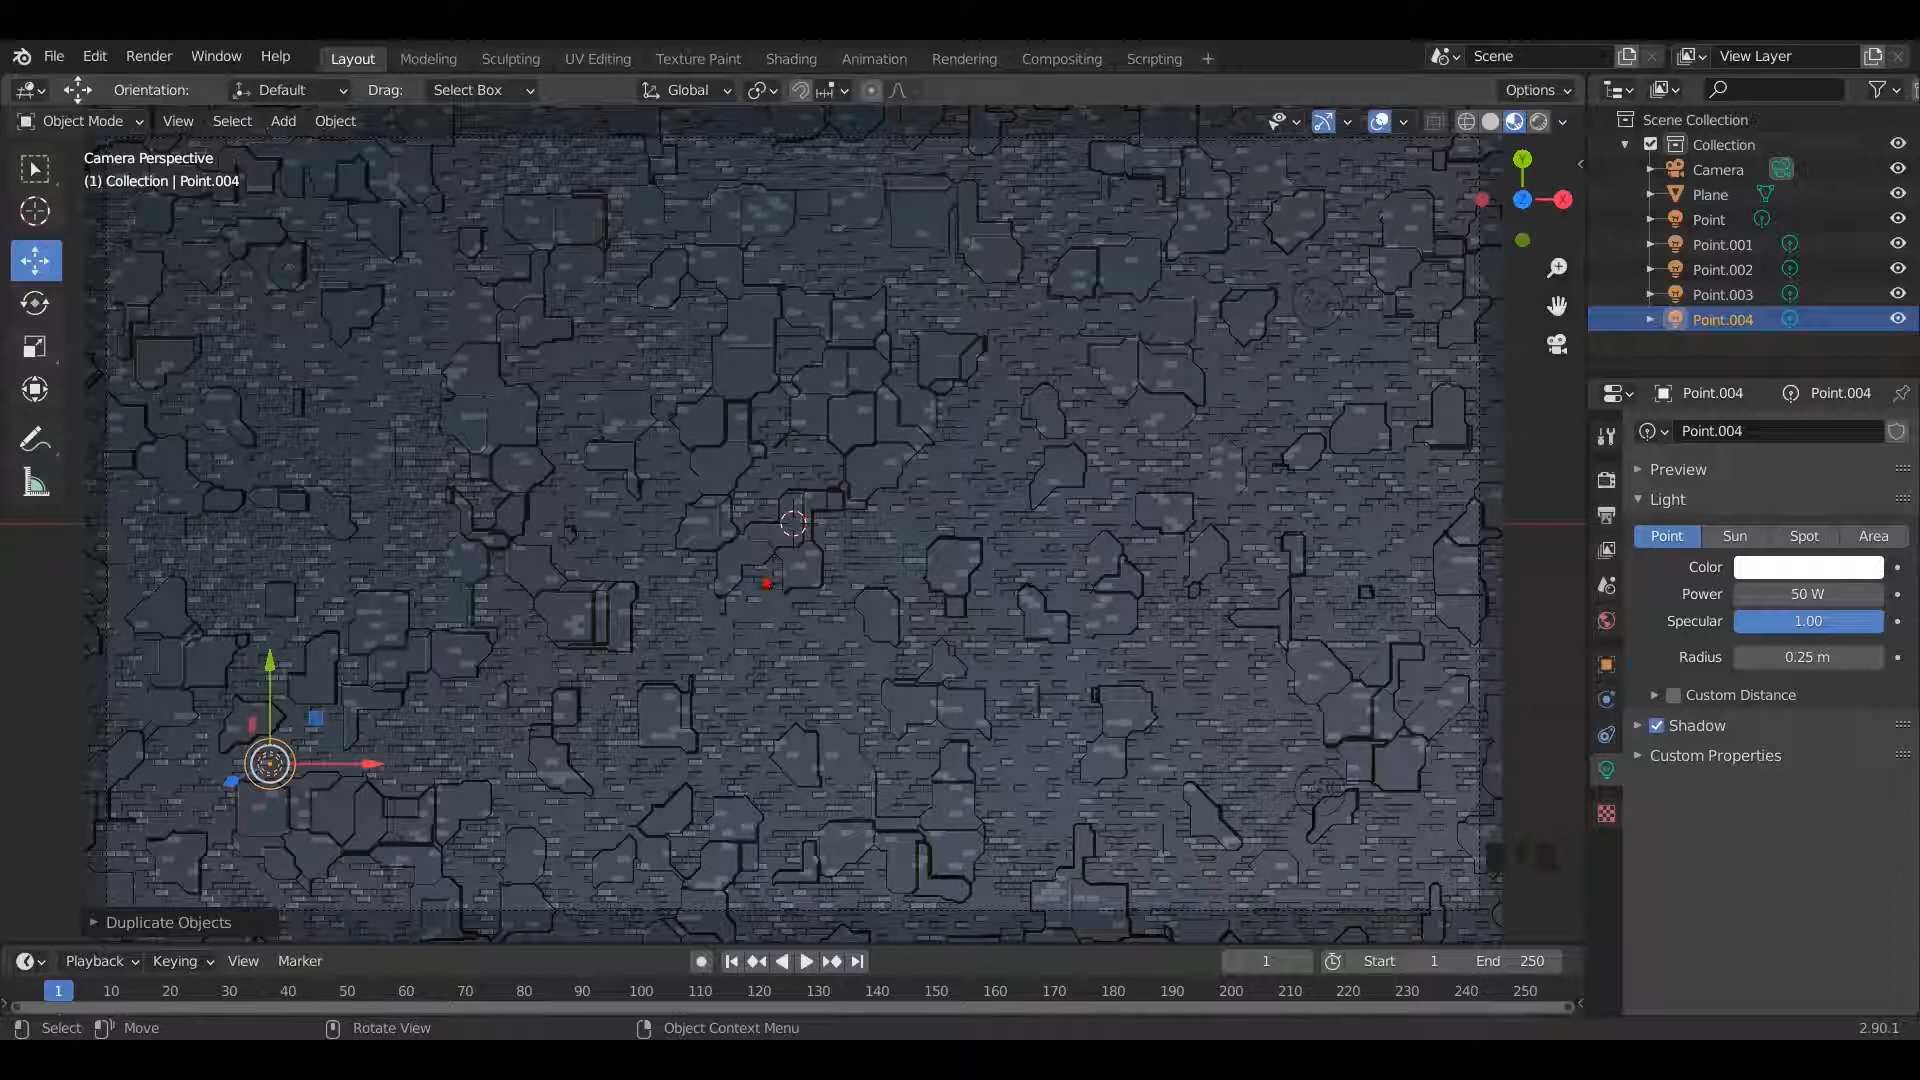 File Edit Render Window Help Layout Modeling Sculpting UV Editing Texture Paint Shading Animation Rendering Compositing Scripting + Scene View Layer
Orientation: Default Drag: Select Box Global Options
Object Mode View Select Add Object
Camera Perspective
(1) Collection | Point.004
Y
Z
X
Scene Collection
Collection
Camera
Plane
Point
Point.001
Point.002
Point.003
Point.004
Point.004 Point.004
Point.004
Preview
Light
Point Sun Spot Area
Color
Power 50 W
Specular 1.00
Radius 0.25 m
Custom Distance
Shadow
Custom Properties
Duplicate Objects
Playback Keying View Marker 1 Start 1 End 250
1 10 20 30 40 50 60 70 80 90 100 110 120 130 140 150 160 170 180 190 200 210 220 230 240 250
Select Move Rotate View Object Context Menu 2.90.1